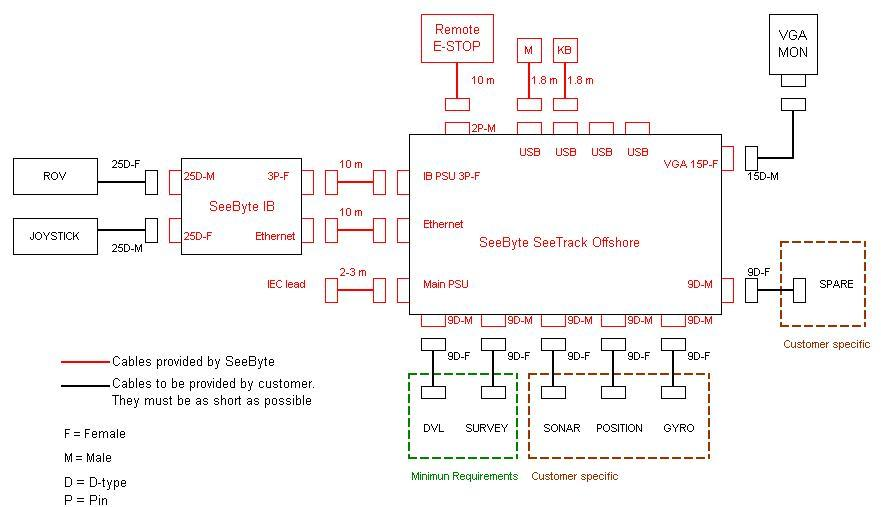 Remote
E-STOP
M
KB
VGA
MON
10 m
1.8 m
1.8 m
2P-M
USB
USB
USB
USB
VGA 15P-F
15D-M
ROV
25D-F
25D-M
3P-F
10 m
IB PSU 3P-F
SeeByte IB
JOYSTICK
25D-M
25D-F
Ethernet
10 m
Ethernet
SeeByte SeeTrack Offshore
IEC lead
2-3 m
Main PSU
9D-M
9D-F
SPARE
Customer specific
9D-M
9D-M
9D-M
9D-M
9D-M
9D-F
9D-F
9D-F
9D-F
9D-F
DVL
SURVEY
SONAR
POSITION
GYRO
Minimun Requirements
Customer specific
Cables provided by SeeByte
Cables to be provided by customer.
They must be as short as possible
F = Female
M = Male
D = D-type
P = Pin